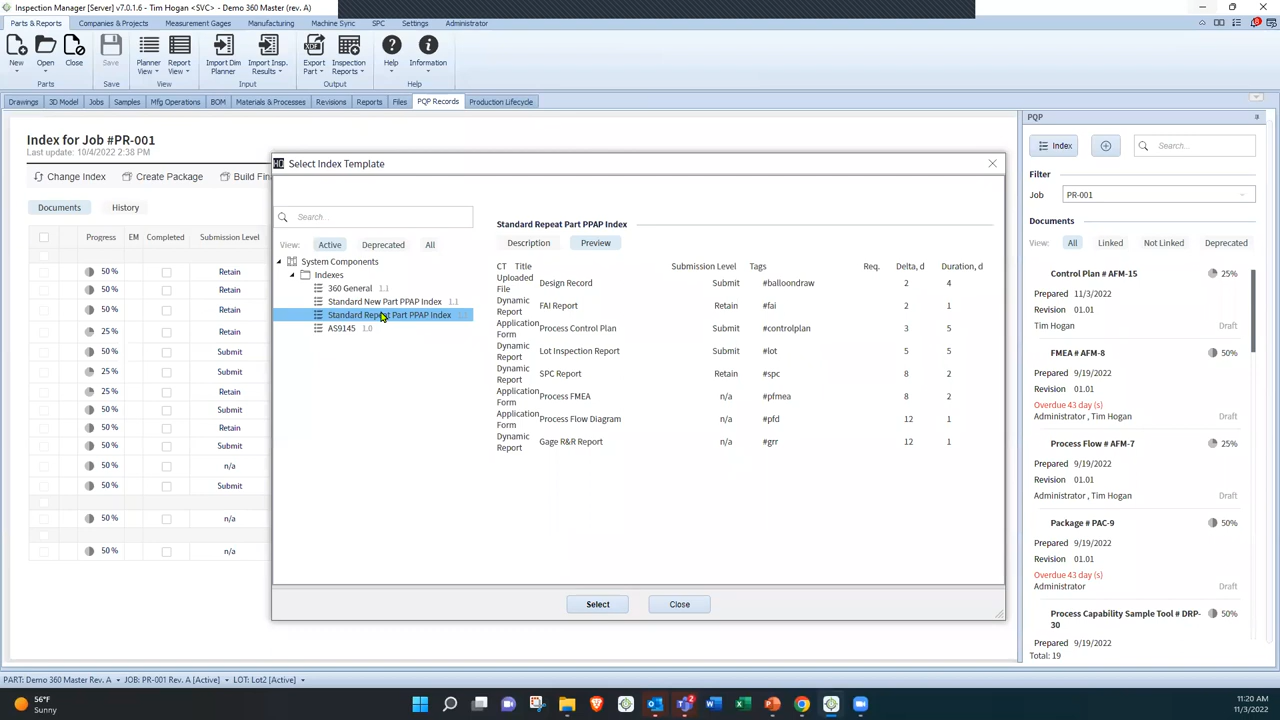 Inspection Manager [Server] v7.0.1.6 - Tim Hogan <SVC> - Demo 360 Master (rev. A)
Parts & Reports Companies & Projects Measurement Gages Manufacturing Machine Sync SPC Settings Administrator
New Open Close Save Planner View Report View Import Dim Planner Import Insp. Results Export Part Inspection Reports Help Information
Parts Save View Input Output Help
Drawings 3D Model Jobs Samples Mfg Operations BOM Materials & Processes Revisions Reports Files PQP Records Production Lifecycle
Index for Job #PR-001
Last update: 10/4/2022 2:38 PM
Change Index Create Package Build Fin
Documents History
Progress EM Completed Submission Level
50 % Retain
50 % Retain
50 % Submit
25 % Retain
25 % Submit
25 % Submit
25 % Retain
50 % Submit
50 % Retain
50 % Submit
50 % n/a
50 % Submit
50 % n/a
50 % n/a
Select Index Template
Search...
View: Active Deprecated All
System Components
Indexes
360 General 1.1
Standard New Part PPAP Index 1.1
Standard Repeat Part PPAP Index
AS9145 1.0
Standard Repeat Part PPAP Index
Description Preview
CT Title Submission Level Tags Req. Delta, d Duration, d
Uploaded File Design Record Submit #balloondraw 2 4
Dynamic Report FAI Report Retain #fai 2 1
Application Form Process Control Plan Submit #controlplan 3 5
Dynamic Report Lot Inspection Report Submit #lot 5 5
Dynamic Report SPC Report Retain #spc 8 2
Application Form Process FMEA n/a #pfmea 8 2
Application Form Process Flow Diagram n/a #pfd 12 1
Dynamic Report Gage R&R Report n/a #grr 12 1
Select Close
PQP
Index Search...
Filter
Job PR-001
Documents
View: All Linked Not Linked Deprecated
Control Plan # AFM-15 25%
Prepared 11/3/2022
Revision 01.01
Tim Hogan Draft
FMEA # AFM-8 50%
Prepared 9/19/2022
Revision 01.01
Overdue 43 day (s)
Administrator , Tim Hogan Draft
Process Flow # AFM-7 25%
Prepared 9/19/2022
Revision 01.01
Administrator , Tim Hogan Draft
Package # PAC-9 50%
Prepared 9/19/2022
Revision 01.01
Overdue 43 day (s)
Administrator Draft
Process Capability Sample Tool # DRP-30 50%
Prepared 9/19/2022
Total: 19
PART: Demo 360 Master Rev. A JOB: PR-001 Rev. A [Active] LOT: Lot2 [Active]
56°F
Sunny
2
11:20 AM
11/3/2022